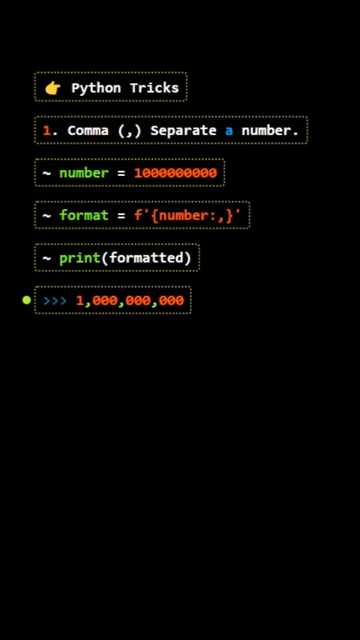 👉 Python Tricks
1. Comma (,) Separate a number.
~ number = 1000000000
~ format = f'{number:,}'
~ print(formatted)
>>> 1,000,000,000